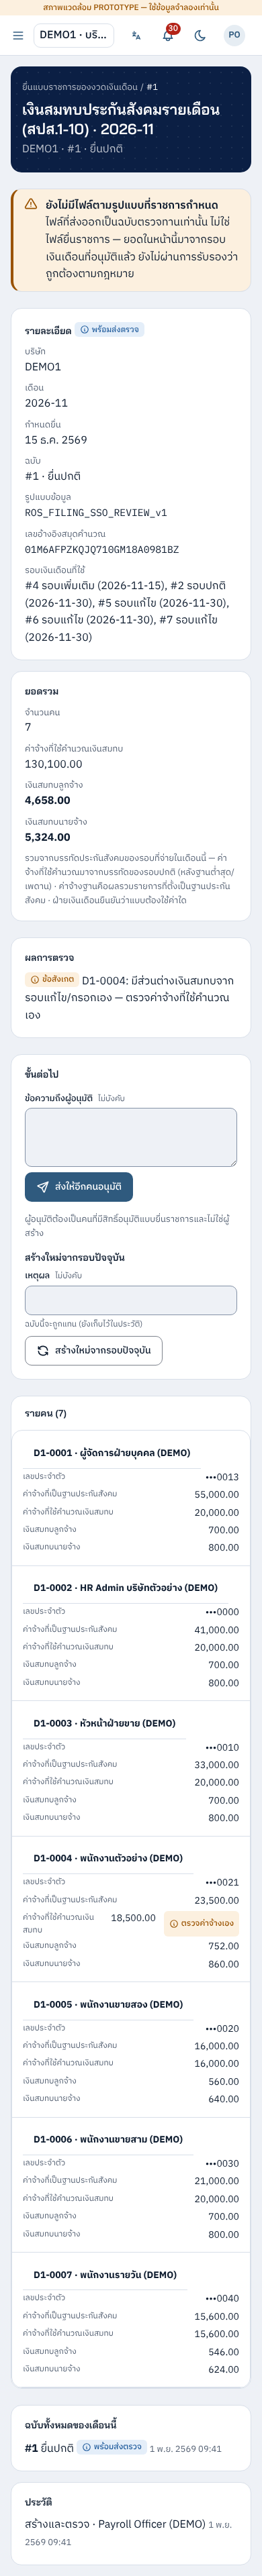 สภาพแวดล้อม PROTOTYPE — ใช้ข้อมูลจำลองเท่านั้น
DEMO1 · บริ...
30
PO
ยื่นแบบราชการของงวดเงินเดือน / #1
เงินสมทบประกันสังคมรายเดือน
(สปส.1-10) · 2026-11
DEMO1 · #1 · ยื่นปกติ
ยังไม่มีไฟล์ตามรูปแบบที่ราชการกำหนด
ไฟล์ที่ส่งออกเป็นฉบับตรวจทานเท่านั้น ไม่ใช่
ไฟล์ยื่นราชการ — ยอดในหน้านี้มาจากรอบ
เงินเดือนที่อนุมัติแล้ว ยังไม่ผ่านการรับรองว่า
ถูกต้องตามกฎหมาย
รายละเอียด พร้อมส่งตรวจ
บริษัท
DEMO1
เดือน
2026-11
กำหนดยื่น
15 ธ.ค. 2569
ฉบับ
#1 · ยื่นปกติ
รูปแบบข้อมูล
ROS_FILING_SSO_REVIEW_v1
เลขอ้างอิงสมุดคำนวณ
01M6AFPZKQJQ710GM18A0981BZ
รอบเงินเดือนที่ใช้
#4 รอบเพิ่มเติม (2026-11-15), #2 รอบปกติ
(2026-11-30), #5 รอบแก้ไข (2026-11-30),
#6 รอบแก้ไข (2026-11-30), #7 รอบแก้ไข
(2026-11-30)
ยอดรวม
จำนวนคน
7
ค่าจ้างที่ใช้คำนวณเงินสมทบ
130,100.00
เงินสมทบลูกจ้าง
4,658.00
เงินสมทบนายจ้าง
5,324.00
รวมจากบรรทัดประกันสังคมของรอบที่จ่ายในเดือนนี้ — ค่า
จ้างที่ใช้คำนวณมาจากบรรทัดของรอบปกติ (หลังฐานต่ำสุด/
เพดาน) · ค่าจ้างฐานคือผลรวมรายการที่ตั้งเป็นฐานประกัน
สังคม · ฝ่ายเงินเดือนยืนยันว่าแบบต้องใช้ค่าใด
ผลการตรวจ
ข้อสังเกต D1-0004: มีส่วนต่างเงินสมทบจาก
รอบแก้ไข/กรอกเอง — ตรวจค่าจ้างที่ใช้คำนวณ
เอง
ขั้นต่อไป
ข้อความถึงผู้อนุมัติ ไม่บังคับ
ส่งให้อีกคนอนุมัติ
ผู้อนุมัติต้องเป็นคนที่มีสิทธิ์อนุมัติแบบยื่นราชการและไม่ใช่ผู้
สร้าง
สร้างใหม่จากรอบปัจจุบัน
เหตุผล ไม่บังคับ
ฉบับนี้จะถูกแทน (ยังเก็บไว้ในประวัติ)
สร้างใหม่จากรอบปัจจุบัน
รายคน (7)
D1-0001 · ผู้จัดการฝ่ายบุคคล (DEMO)
เลขประจำตัว •••0013
ค่าจ้างที่เป็นฐานประกันสังคม 55,000.00
ค่าจ้างที่ใช้คำนวณเงินสมทบ 20,000.00
เงินสมทบลูกจ้าง 700.00
เงินสมทบนายจ้าง 800.00
D1-0002 · HR Admin บริษัทตัวอย่าง (DEMO)
เลขประจำตัว •••0000
ค่าจ้างที่เป็นฐานประกันสังคม 41,000.00
ค่าจ้างที่ใช้คำนวณเงินสมทบ 20,000.00
เงินสมทบลูกจ้าง 700.00
เงินสมทบนายจ้าง 800.00
D1-0003 · หัวหน้าฝ่ายขาย (DEMO)
เลขประจำตัว •••0010
ค่าจ้างที่เป็นฐานประกันสังคม 33,000.00
ค่าจ้างที่ใช้คำนวณเงินสมทบ 20,000.00
เงินสมทบลูกจ้าง 700.00
เงินสมทบนายจ้าง 800.00
D1-0004 · พนักงานตัวอย่าง (DEMO)
เลขประจำตัว •••0021
ค่าจ้างที่เป็นฐานประกันสังคม 23,500.00
ค่าจ้างที่ใช้คำนวณเงิน
สมทบ 18,500.00 ตรวจค่าจ้างเอง
เงินสมทบลูกจ้าง 752.00
เงินสมทบนายจ้าง 860.00
D1-0005 · พนักงานขายสอง (DEMO)
เลขประจำตัว •••0020
ค่าจ้างที่เป็นฐานประกันสังคม 16,000.00
ค่าจ้างที่ใช้คำนวณเงินสมทบ 16,000.00
เงินสมทบลูกจ้าง 560.00
เงินสมทบนายจ้าง 640.00
D1-0006 · พนักงานขายสาม (DEMO)
เลขประจำตัว •••0030
ค่าจ้างที่เป็นฐานประกันสังคม 21,000.00
ค่าจ้างที่ใช้คำนวณเงินสมทบ 20,000.00
เงินสมทบลูกจ้าง 700.00
เงินสมทบนายจ้าง 800.00
D1-0007 · พนักงานรายวัน (DEMO)
เลขประจำตัว •••0040
ค่าจ้างที่เป็นฐานประกันสังคม 15,600.00
ค่าจ้างที่ใช้คำนวณเงินสมทบ 15,600.00
เงินสมทบลูกจ้าง 546.00
เงินสมทบนายจ้าง 624.00
ฉบับทั้งหมดของเดือนนี้
#1 ยื่นปกติ พร้อมส่งตรวจ 1 พ.ย. 2569 09:41
ประวัติ
สร้างและตรวจ · Payroll Officer (DEMO) 1 พ.ย.
2569 09:41